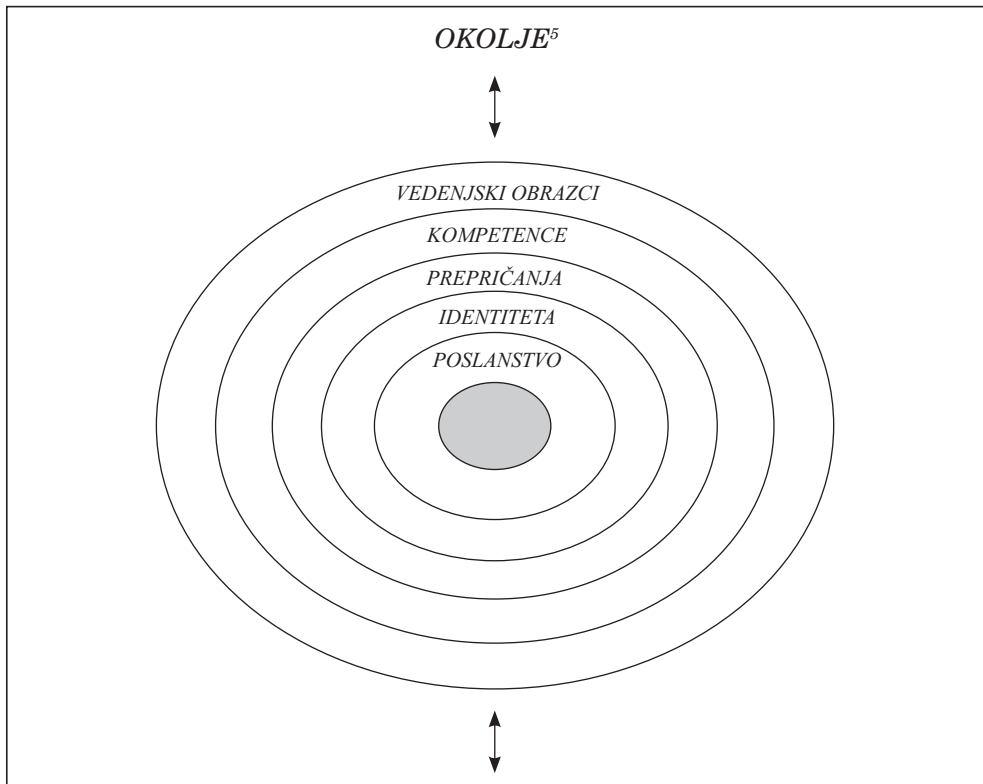 OKOLJE⁵
VEDENJSKI OBRAZCI
KOMPETENCE
PREPRIČANJA
IDENTITETA
POSLANSTVO